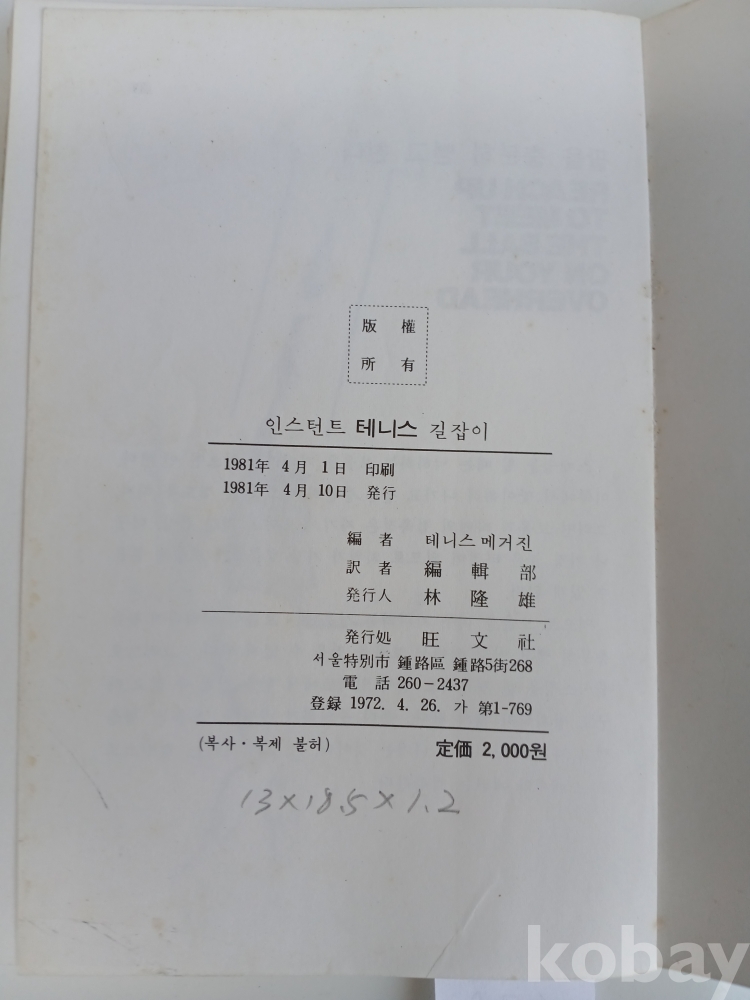 版權
所有
인스턴트 테니스 길잡이
1981年 4月 1日 印刷
1981年 4月 10日 発行
編者 테니스메거진
訳者 編輯部
発行人 林隆雄
発行処 旺文社
서울特別市 鍾路區 鍾路5街268
電話 260-2437
登録 1972. 4. 26. 가 第1-769
(복사·복제 불허) 定価 2,000원
13×18.5×1.2
kobay